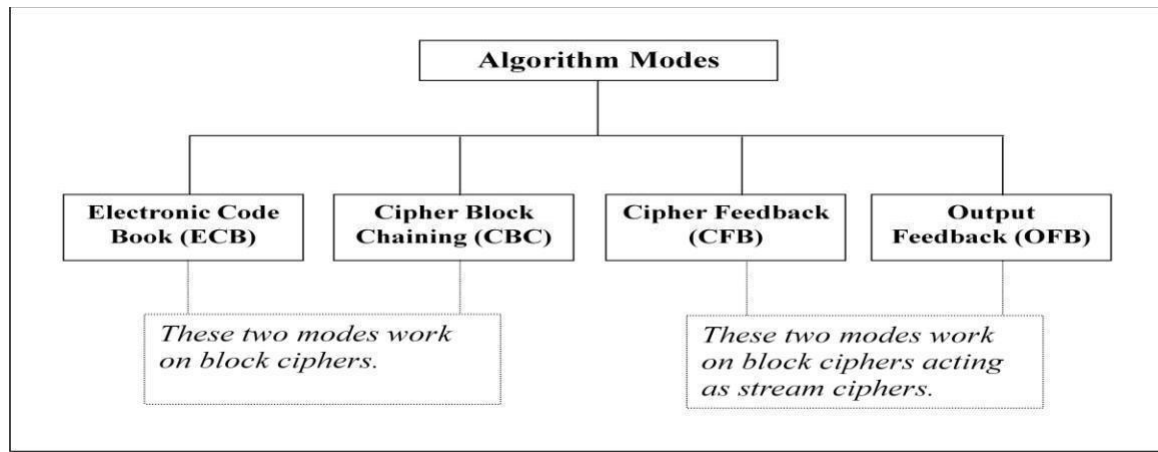 Algorithm Modes
Electronic Code
Book (ECB)
Cipher Block
Chaining (CBC)
Cipher Feedback
(CFB)
Output
Feedback (OFB)
These two modes work
on block ciphers.
These two modes work
on block ciphers acting
as stream ciphers.